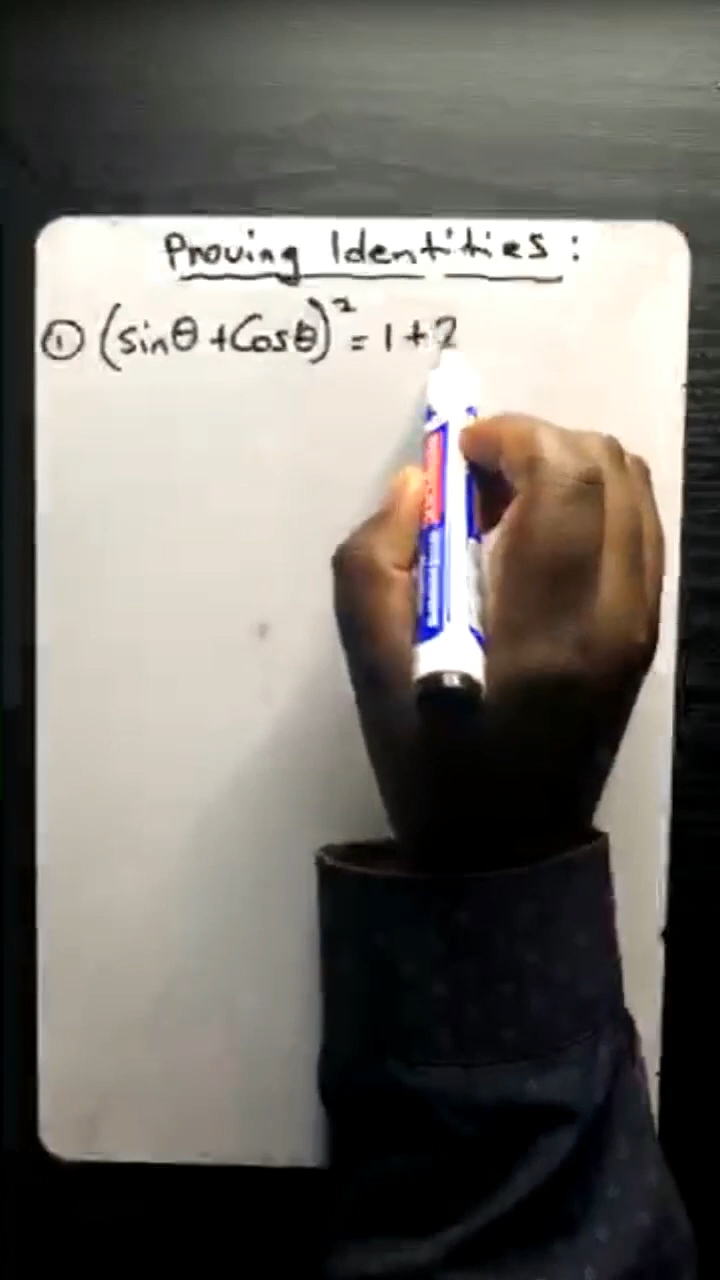 Proving Identities:
① (sinθ + Cosθ)² = 1 + 2